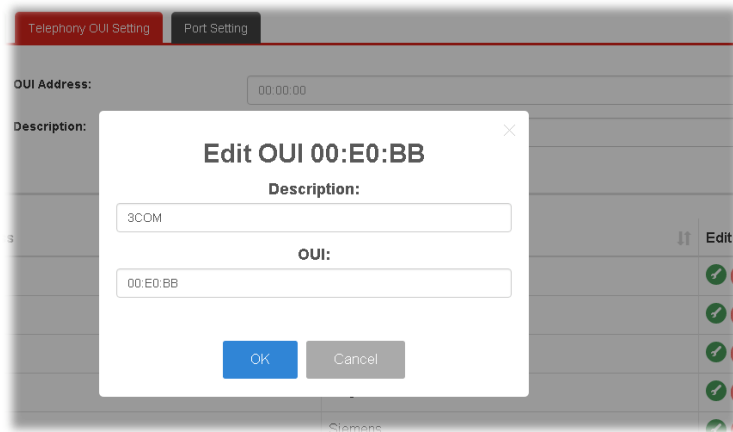 Telephony OUI Setting
Port Setting
OUI Address:
00:00:00
Description:
Edit OUI 00:E0:BB
Description:
3COM
OUI:
00:E0:BB
OK
Cancel
Edit
Siemens